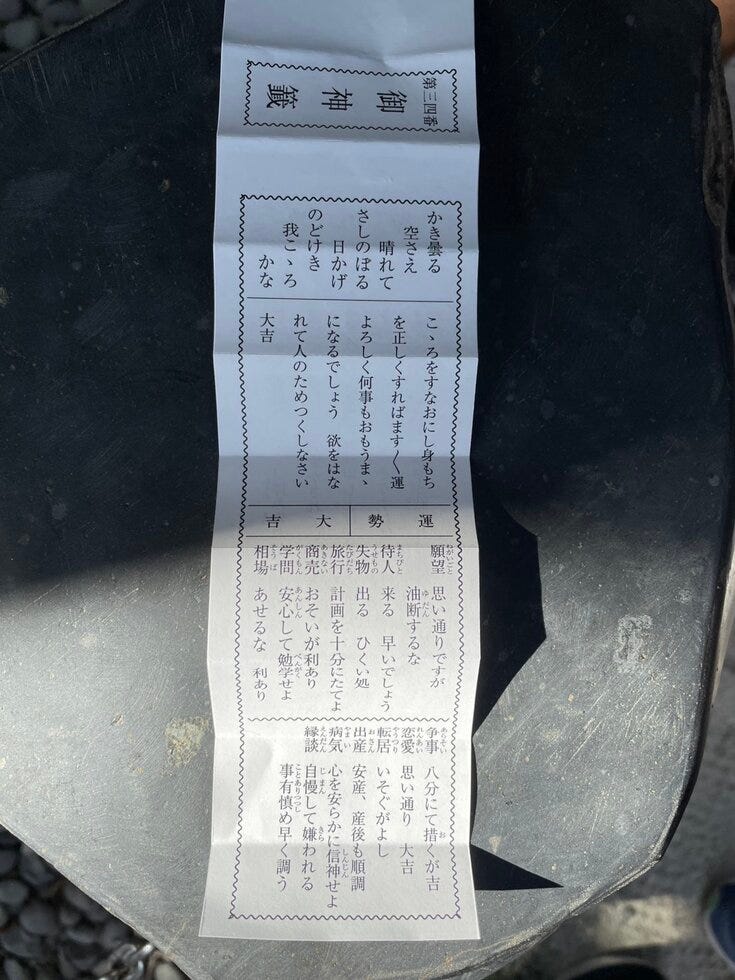 第三四番
御神籤
かき曇る
空さえ
晴れて
さしのぼる
日かげ
のどけき
我こゝろ
かな
こゝろをすなおにし身もち
を正しくすればます〱運
よろしく何事もおもうまゝ
になるでしょう 欲をはな
れて人のためつくしなさい
大吉
運勢
大吉
願望 思い通りですが
油断するな
待人 来る 早いでしょう
失物 出る ひくい処
旅行 計画を十分にたてよ
商売 おそいが利あり
学問 安心して勉学せよ
相場 あせるな 利あり
争事 八分にて措くが吉
恋愛 思い通り 大吉
転居 いそぐがよし
出産 安産、産後も順調
病気 心を安らかに信神せよ
縁談 自慢して嫌われる
事有慎め早く調う